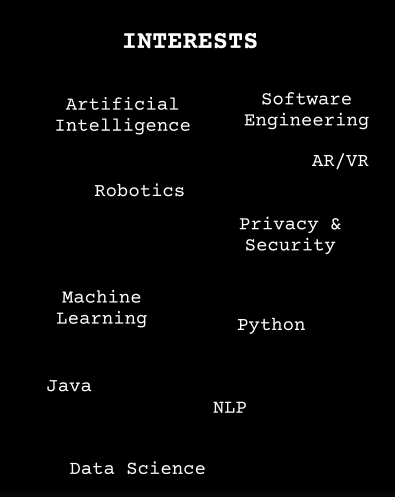 INTERESTS
Artificial
Intelligence
Software
Engineering
AR/VR
Robotics
Privacy &
Security
Machine
Learning
Python
Java
NLP
Data Science